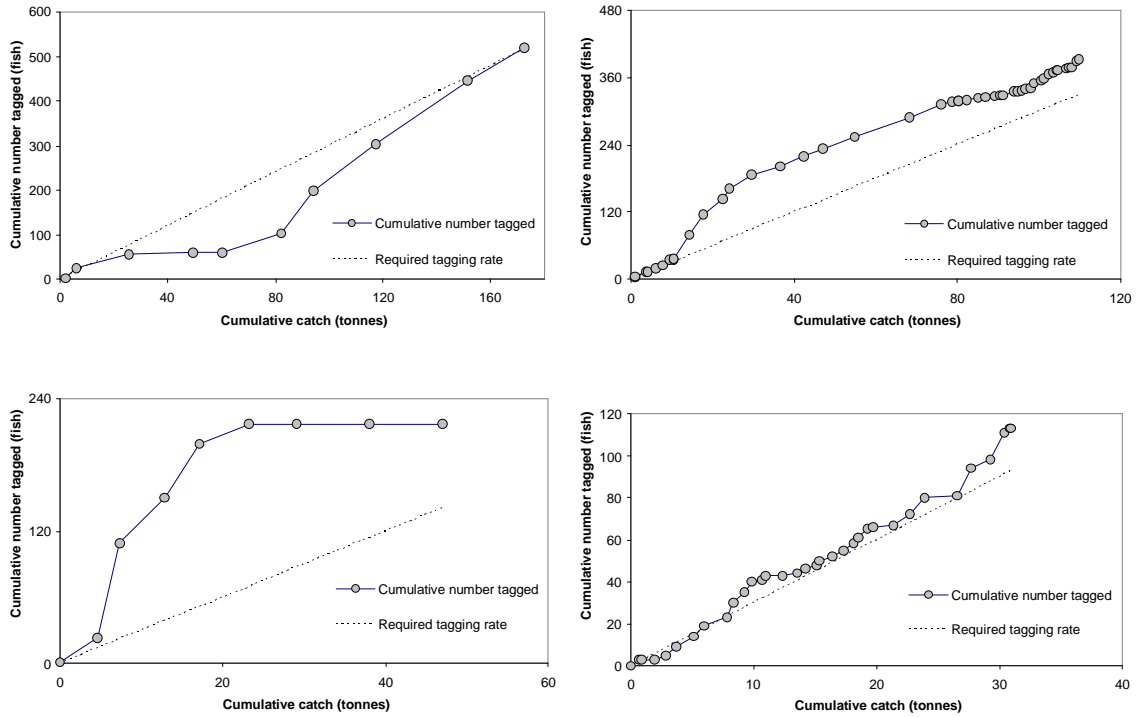 600
500
400
300
200
100
0
Cumulative number tagged (fish)
Cumulative number tagged
Required tagging rate
0 40 80 120 160
Cumulative catch (tonnes)
480
360
240
120
0
Cumulative number tagged (fish)
Cumulative number tagged
Required tagging rate
0 40 80 120
Cumulative catch (tonnes)
240
120
0
Cumulative number tagged (fish)
Cumulative number tagged
Required tagging rate
0 20 40 60
Cumulative catch (tonnes)
120
100
80
60
40
20
0
Cumulative number tagged (fish)
Cumulative number tagged
Required tagging rate
0 10 20 30 40
Cumulative catch (tonnes)